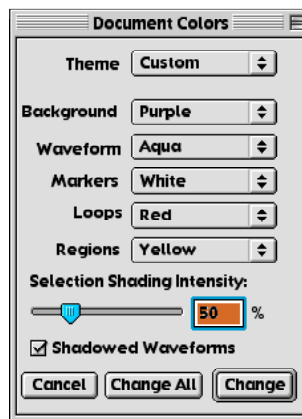 Document Colors
Theme Custom
Background Purple
Waveform Aqua
Markers White
Loops Red
Regions Yellow
Selection Shading Intensity:
50 %
Shadowed Waveforms
Cancel Change All Change